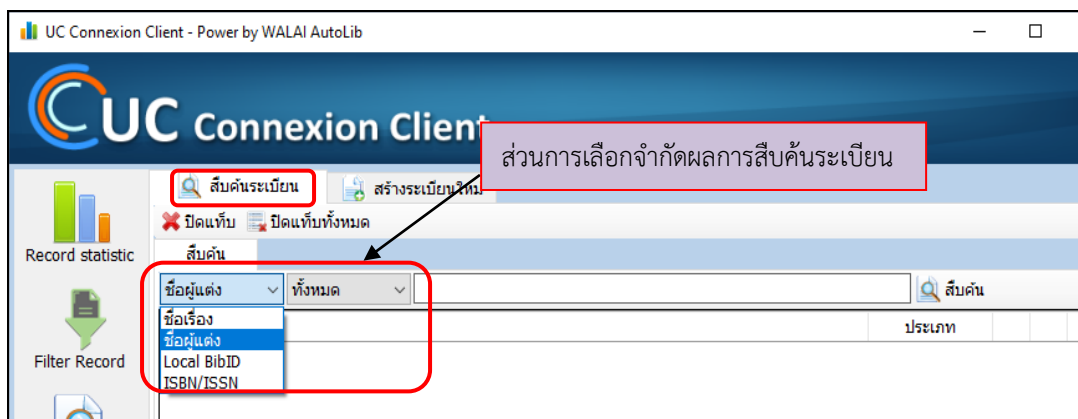 UC Connexion Client - Power by WALAI AutoLib
UC Connexion Client
ส่วนการเลือกจำกัดผลการสืบค้นระเบียน
สืบค้นระเบียน สร้างระเบียนใหม่
ปิดแท็บ ปิดแท็บทั้งหมด
Record statistic
สืบค้น
ชื่อผู้แต่ง ทั้งหมด สืบค้น
ชื่อเรื่อง
ประเภท
ชื่อผู้แต่ง
Local BibID
ISBN/ISSN
Filter Record